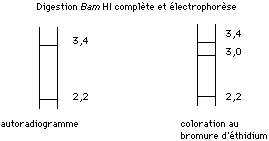 Digestion Bam HI complète et électrophorèse
3,4
2,2
autoradiogramme
3,4
3,0
2,2
coloration au
bromure d'éthidium